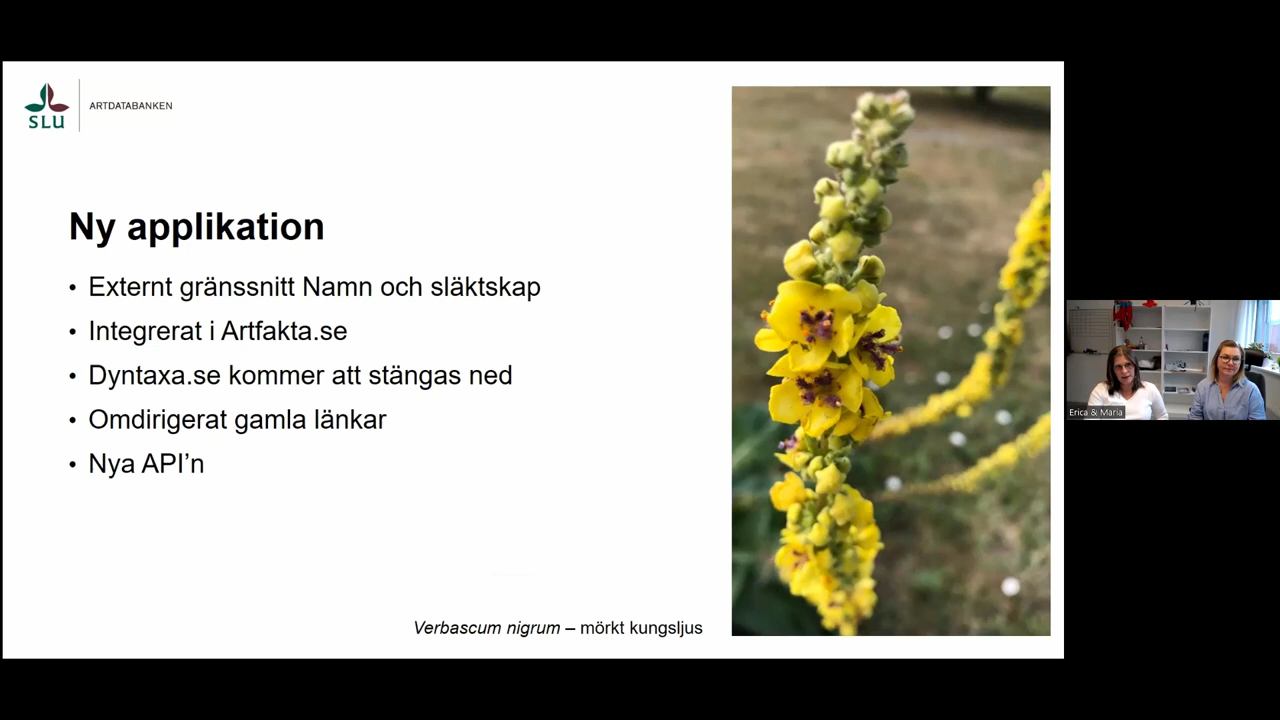 SLU
ARTDATABANKEN
Ny applikation
• Externt gränssnitt Namn och släktskap
• Integrerat i Artfakta.se
• Dyntaxa.se kommer att stängas ned
• Omdirigerat gamla länkar
• Nya API’n
Verbascum nigrum – mörkt kungsljus
Erica & Maria